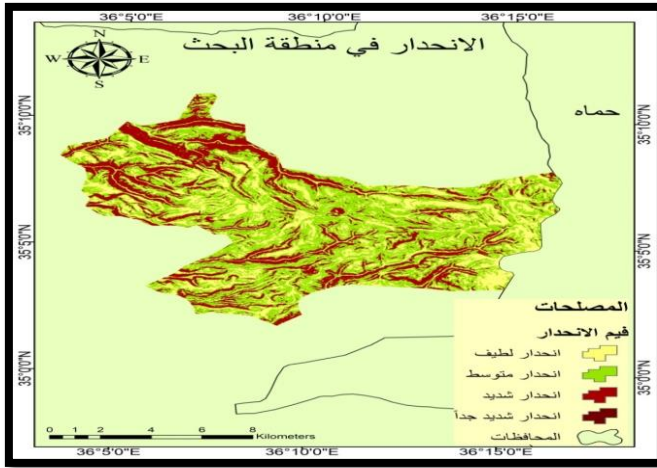 36°5'0"E 36°10'0"E 36°15'0"E
الانحدار في منطقة البحث
N
W E
S
حماه
35°10'0"N 35°10'0"N
35°5'0"N 35°5'0"N
35°0'0"N 35°0'0"N
المصلحات
قيم الانحدار
انحدار لطيف
انحدار متوسط
انحدار شديد
انحدار شديد جداً
المحافظات
0 1 2 4 6 8
Kilometers
36°5'0"E 36°10'0"E 36°15'0"E